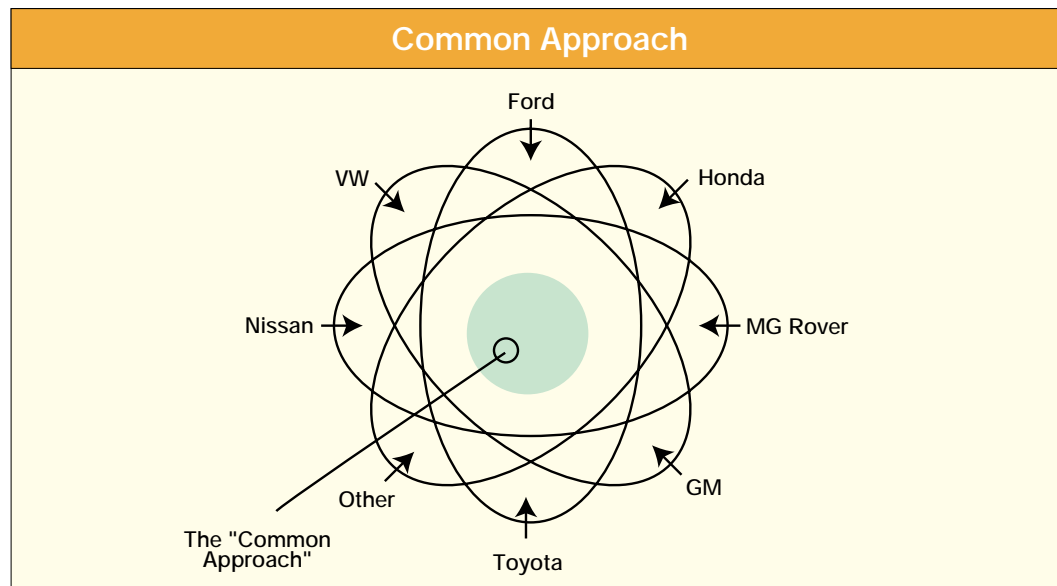 Common Approach
Ford
VW
Honda
Nissan
MG Rover
Other
GM
The "Common
Approach"
Toyota